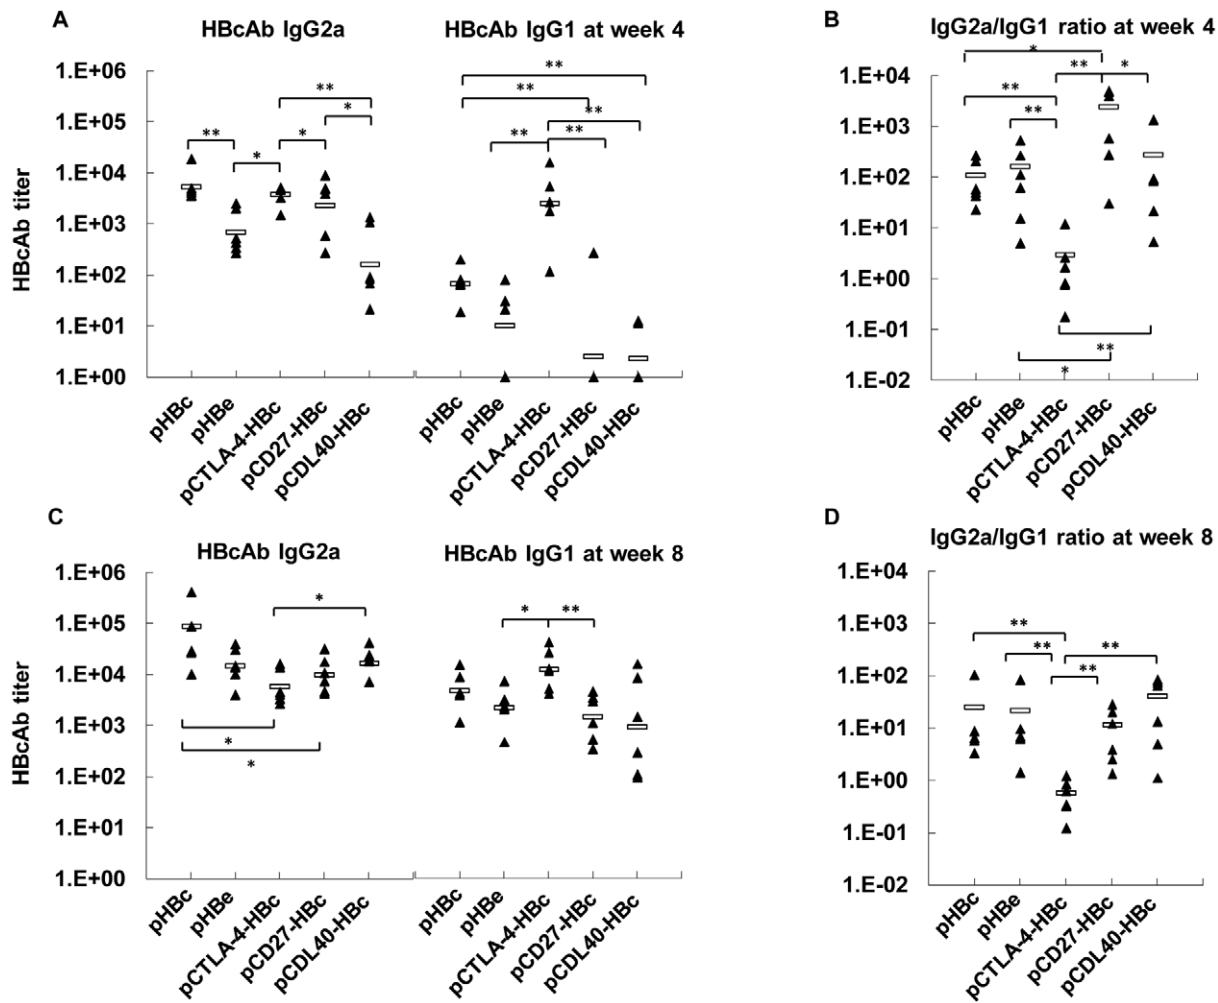 A
B
HBcAb IgG2a
HBcAb IgG1 at week 4
IgG2a/IgG1 ratio at week 4
HBcAb titer
1.E+06
1.E+05
1.E+04
1.E+03
1.E+02
1.E+01
1.E+00
** * * ** *
** ** ** ** **
pHBc
pHBe
pCTLA-4-HBc
pCD27-HBc
pCDL40-HBc
pHBc
pHBe
pCTLA-4-HBc
pCD27-HBc
pCDL40-HBc
1.E+04
1.E+03
1.E+02
1.E+01
1.E+00
1.E-01
1.E-02
* ** * ** ** ** *
pHBc
pHBe
pCTLA-4-HBc
pCD27-HBc
pCDL40-HBc
C
D
HBcAb IgG2a
HBcAb IgG1 at week 8
IgG2a/IgG1 ratio at week 8
HBcAb titer
1.E+06
1.E+05
1.E+04
1.E+03
1.E+02
1.E+01
1.E+00
* * *
* **
pHBc
pHBe
pCTLA-4-HBc
pCD27-HBc
pCDL40-HBc
pHBc
pHBe
pCTLA-4-HBc
pCD27-HBc
pCDL40-HBc
1.E+04
1.E+03
1.E+02
1.E+01
1.E+00
1.E-01
1.E-02
** ** ** **
pHBc
pHBe
pCTLA-4-HBc
pCD27-HBc
pCDL40-HBc